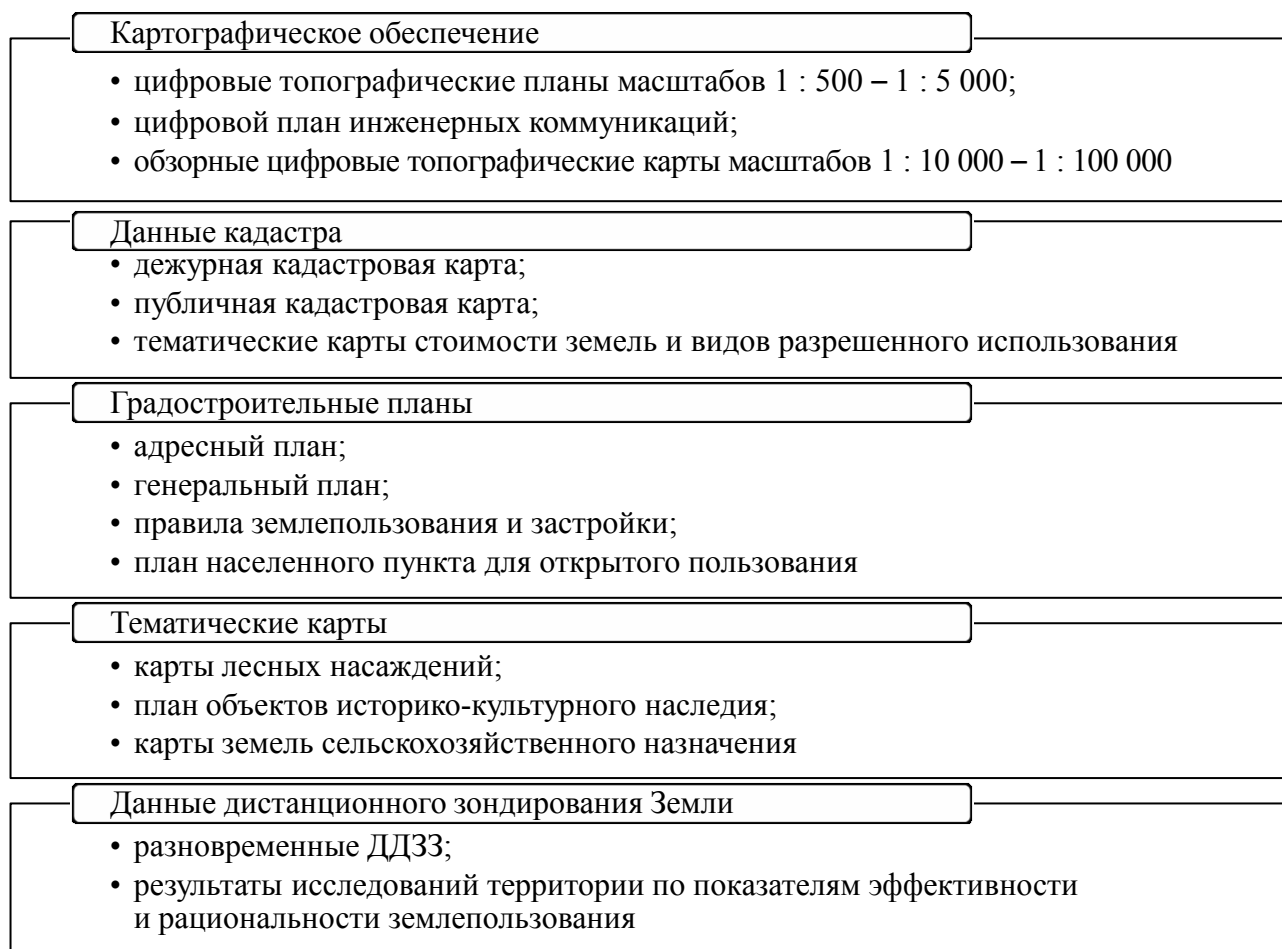 Картографическое обеспечение
• цифровые топографические планы масштабов 1 : 500 – 1 : 5 000;
• цифровой план инженерных коммуникаций;
• обзорные цифровые топографические карты масштабов 1 : 10 000 – 1 : 100 000
Данные кадастра
• дежурная кадастровая карта;
• публичная кадастровая карта;
• тематические карты стоимости земель и видов разрешенного использования
Градостроительные планы
• адресный план;
• генеральный план;
• правила землепользования и застройки;
• план населенного пункта для открытого пользования
Тематические карты
• карты лесных насаждений;
• план объектов историко-культурного наследия;
• карты земель сельскохозяйственного назначения
Данные дистанционного зондирования Земли
• разновременные ДДЗЗ;
• результаты исследований территории по показателям эффективности
и рациональности землепользования